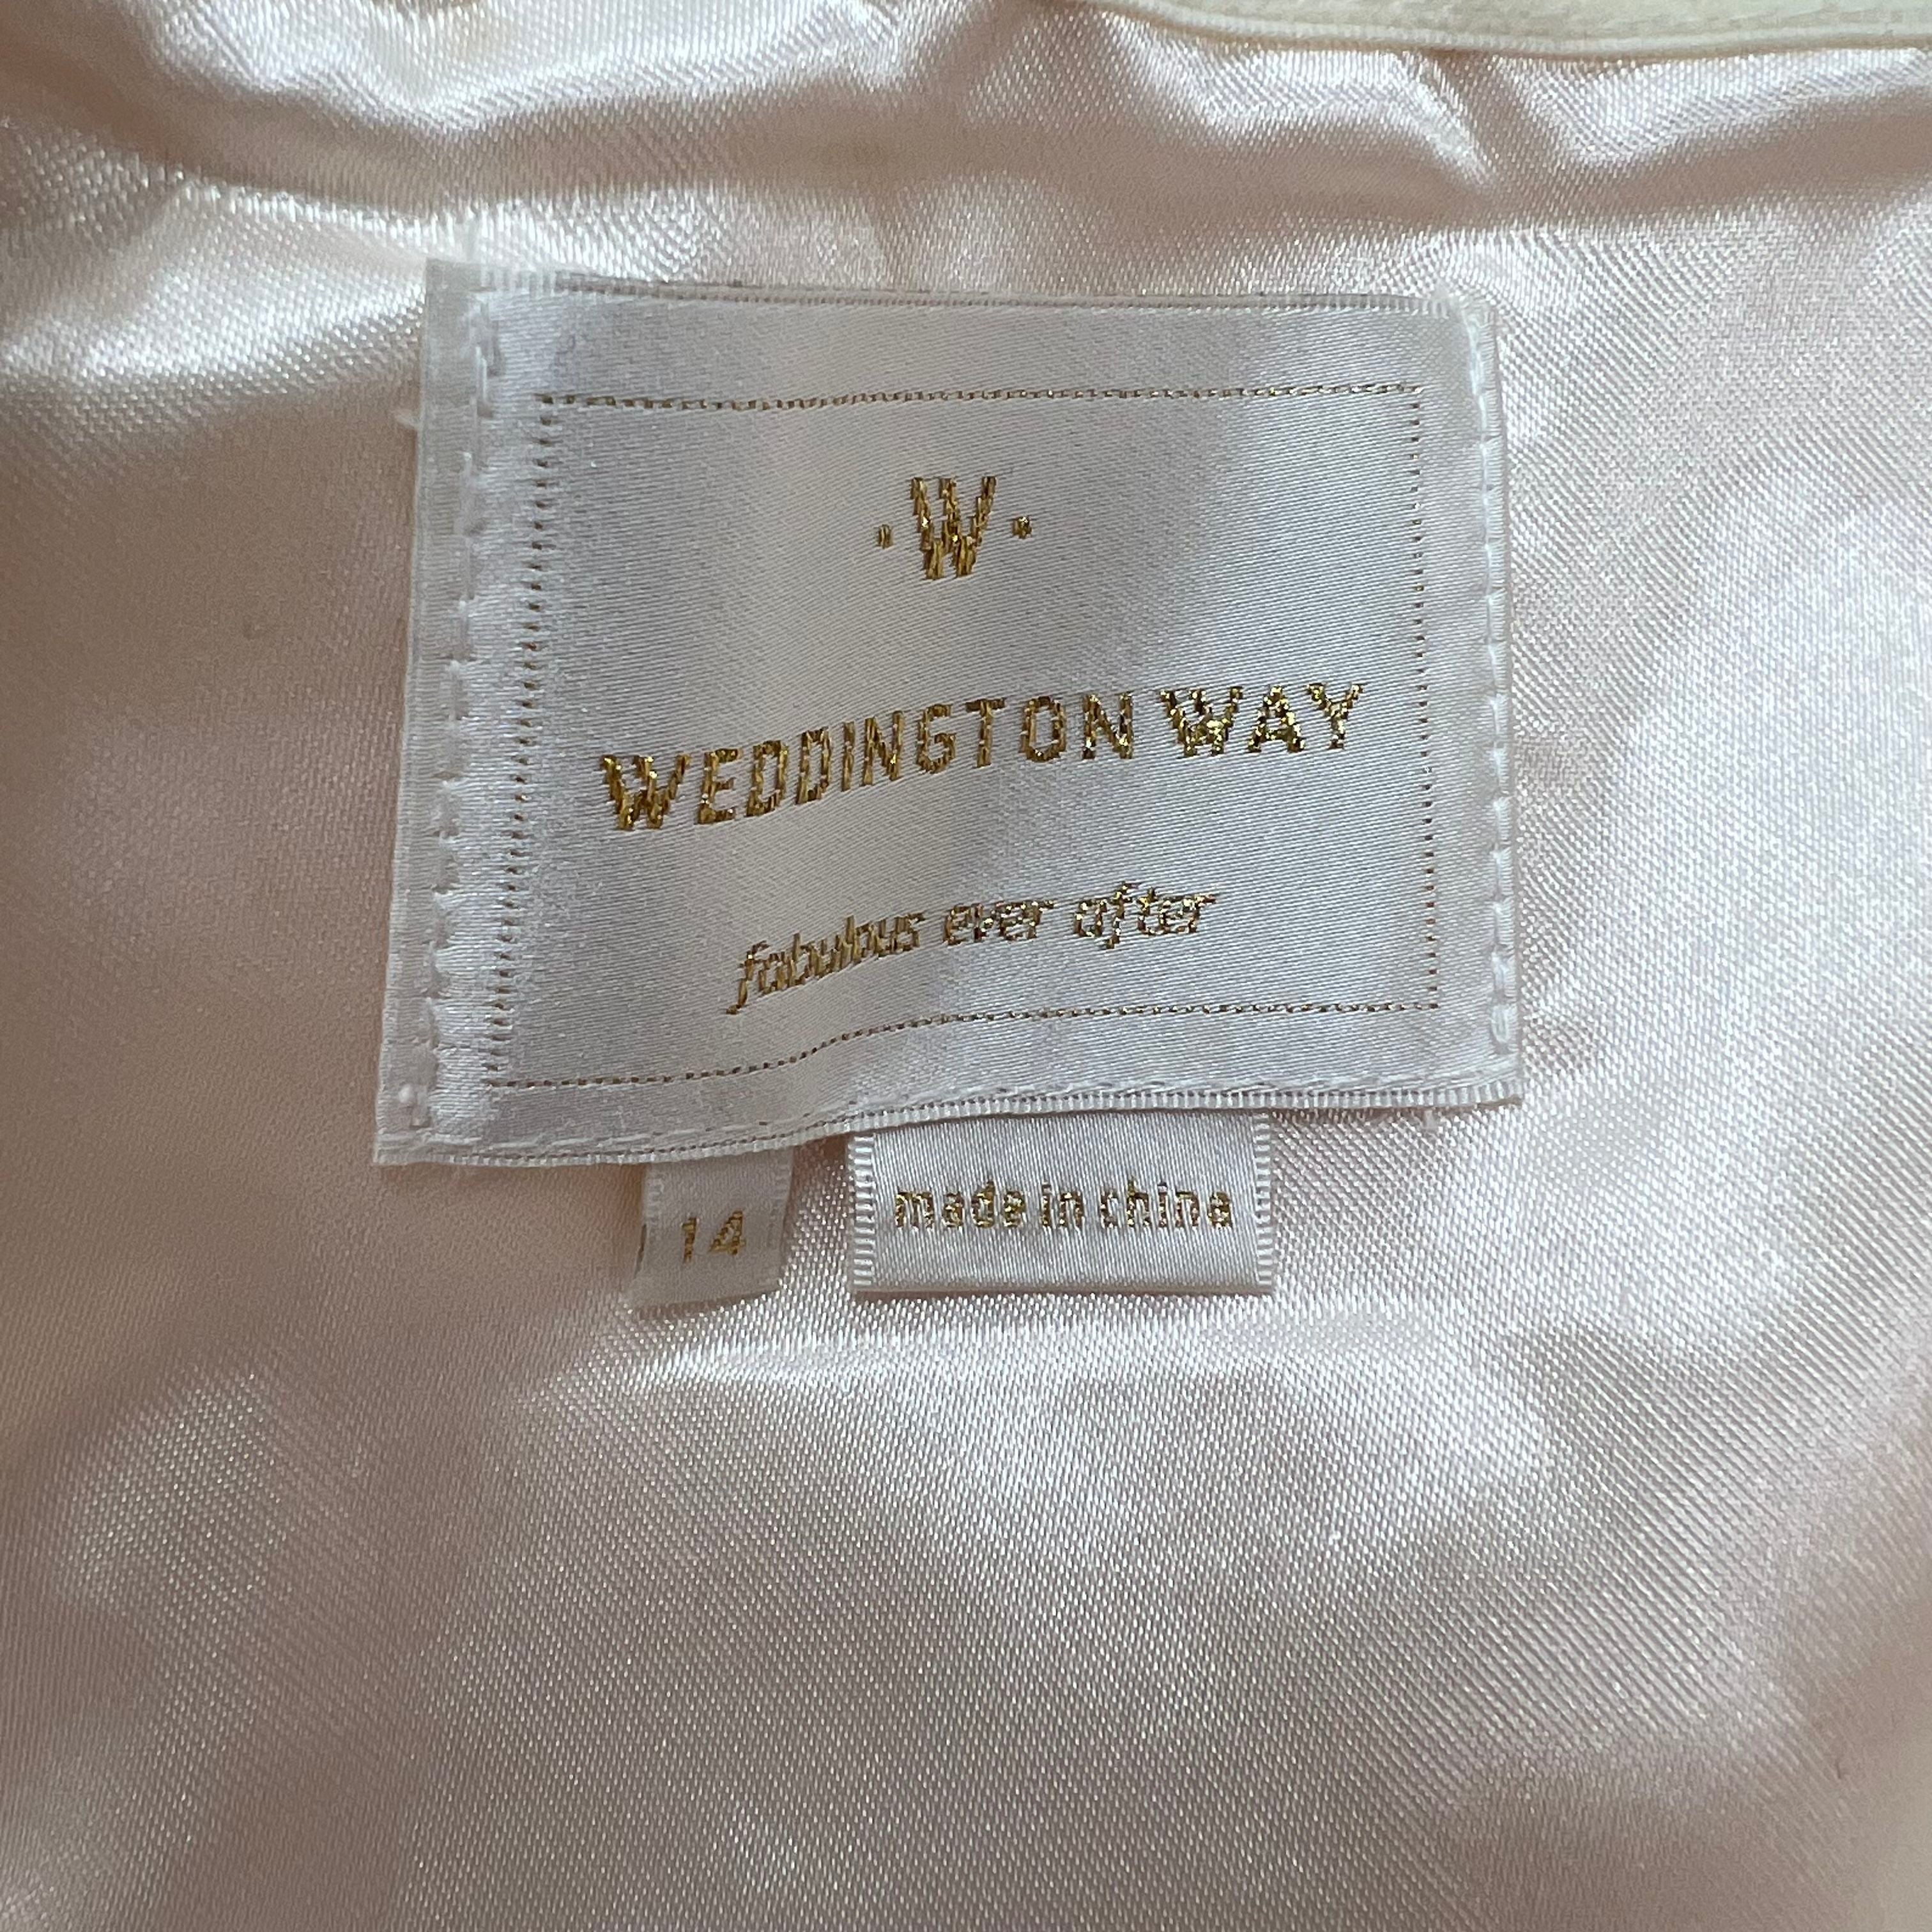 ·W·
WEDDINGTON WAY
fabulous ever after
14
made in china